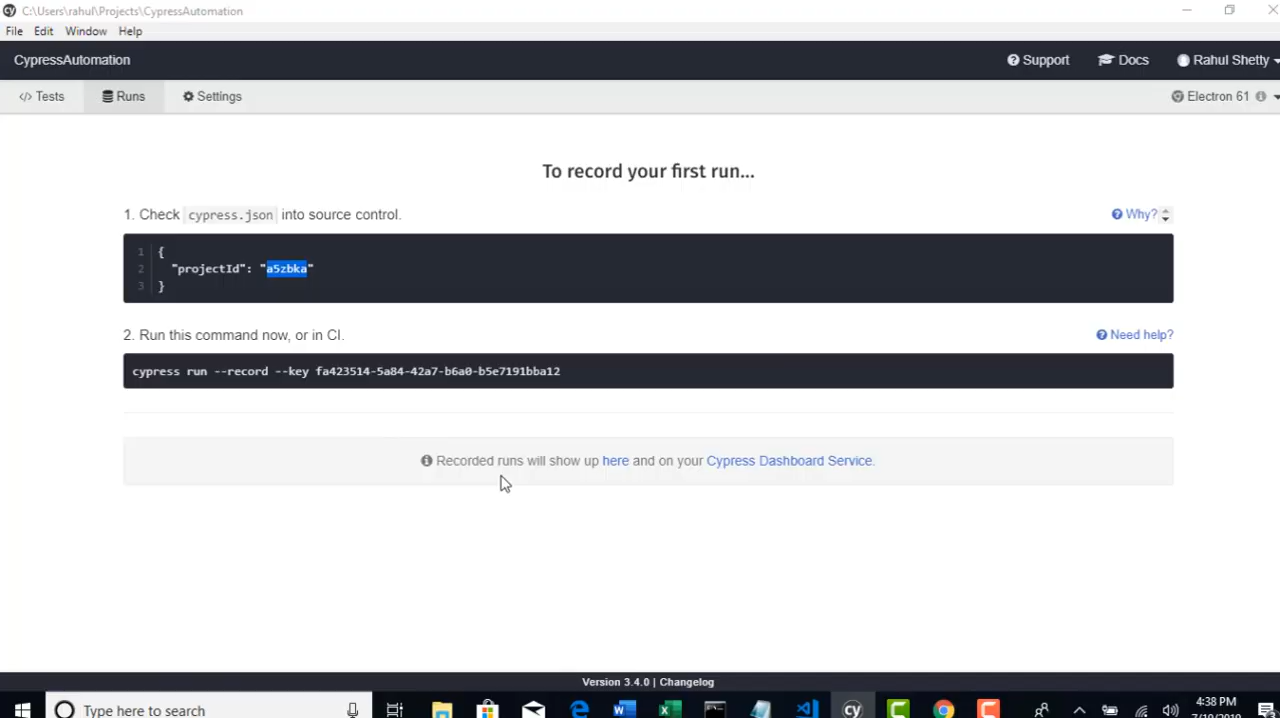 C:\Users\rahul\Projects\CypressAutomation
File Edit Window Help
CypressAutomation
Support Docs Rahul Shetty
</> Tests Runs Settings
Electron 61
To record your first run...
1. Check cypress.json into source control.
Why?
1 {
2 "projectId": "a5zbka"
3 }
2. Run this command now, or in CI.
Need help?
cypress run --record --key fa423514-5a84-42a7-b6a0-b5e7191bba12
Recorded runs will show up here and on your Cypress Dashboard Service.
Version 3.4.0 | Changelog
Type here to search
4:38 PM